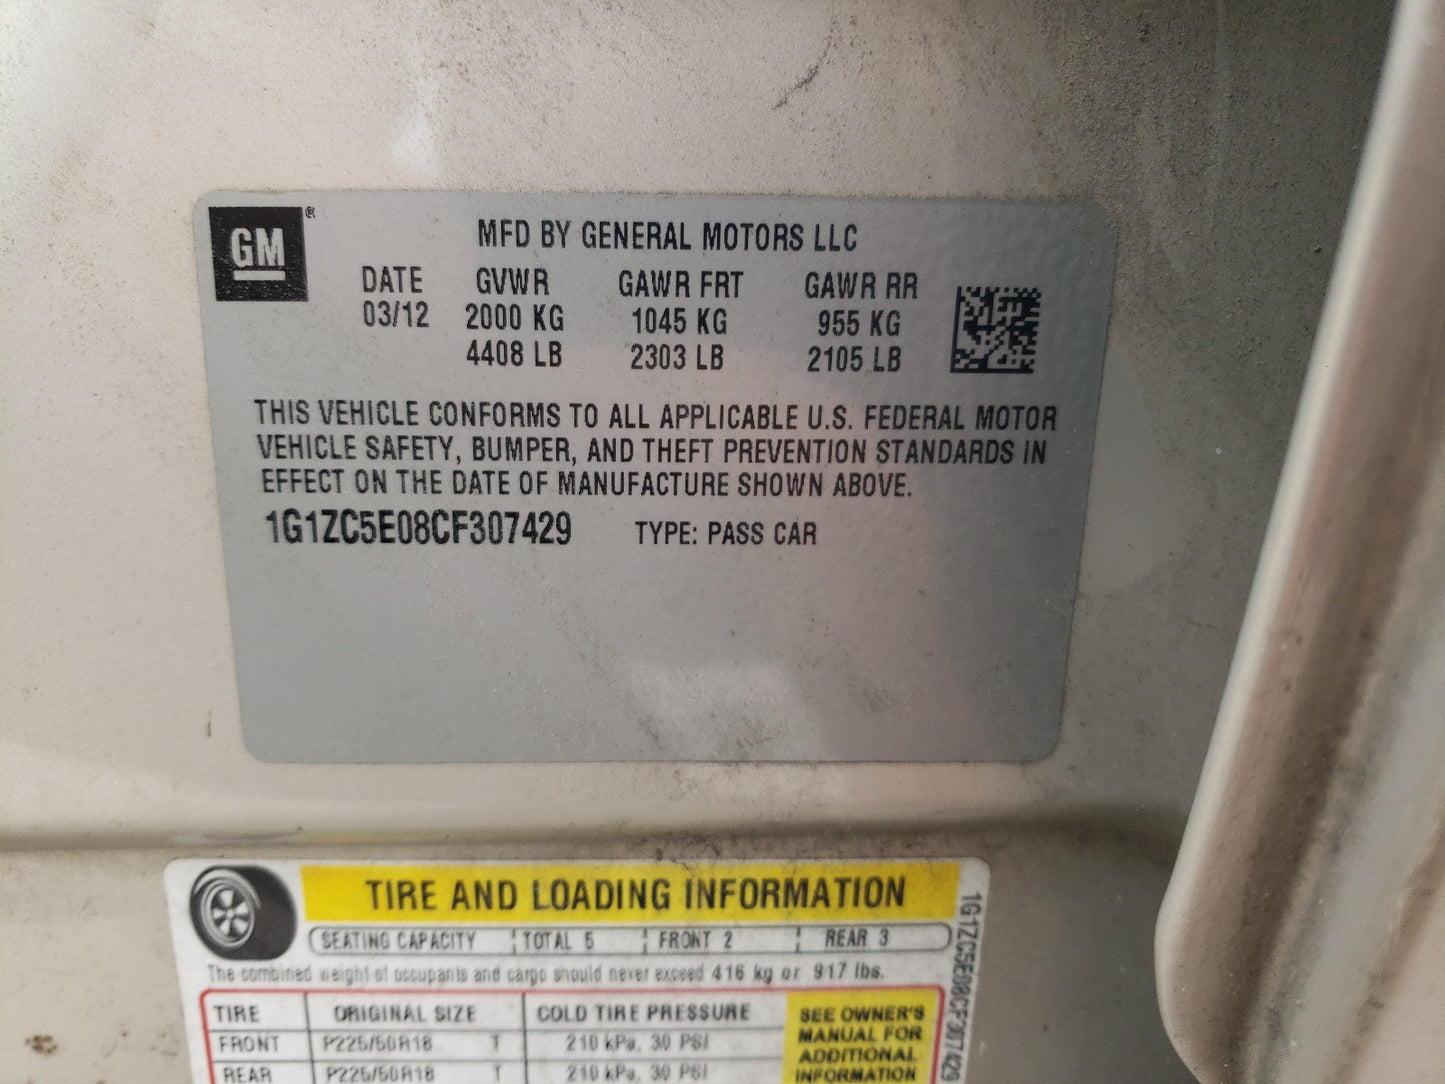 GM ®
MFD BY GENERAL MOTORS LLC
DATE GVWR GAWR FRT GAWR RR
03/12 2000 KG 1045 KG 955 KG
4408 LB 2303 LB 2105 LB
THIS VEHICLE CONFORMS TO ALL APPLICABLE U.S. FEDERAL MOTOR
VEHICLE SAFETY, BUMPER, AND THEFT PREVENTION STANDARDS IN
EFFECT ON THE DATE OF MANUFACTURE SHOWN ABOVE.
1G1ZC5E08CF307429 TYPE: PASS CAR
TIRE AND LOADING INFORMATION
SEATING CAPACITY TOTAL 5 FRONT 2 REAR 3
The combined weight of occupants and cargo should never exceed 416 kg or 917 lbs.
TIRE ORIGINAL SIZE COLD TIRE PRESSURE
FRONT P225/50R18 T 210 kPa, 30 PSI
REAR P225/50R18 T 210 kPa, 30 PSI
SEE OWNER'S
MANUAL FOR
ADDITIONAL
INFORMATION
1G1ZC5E08CF307429